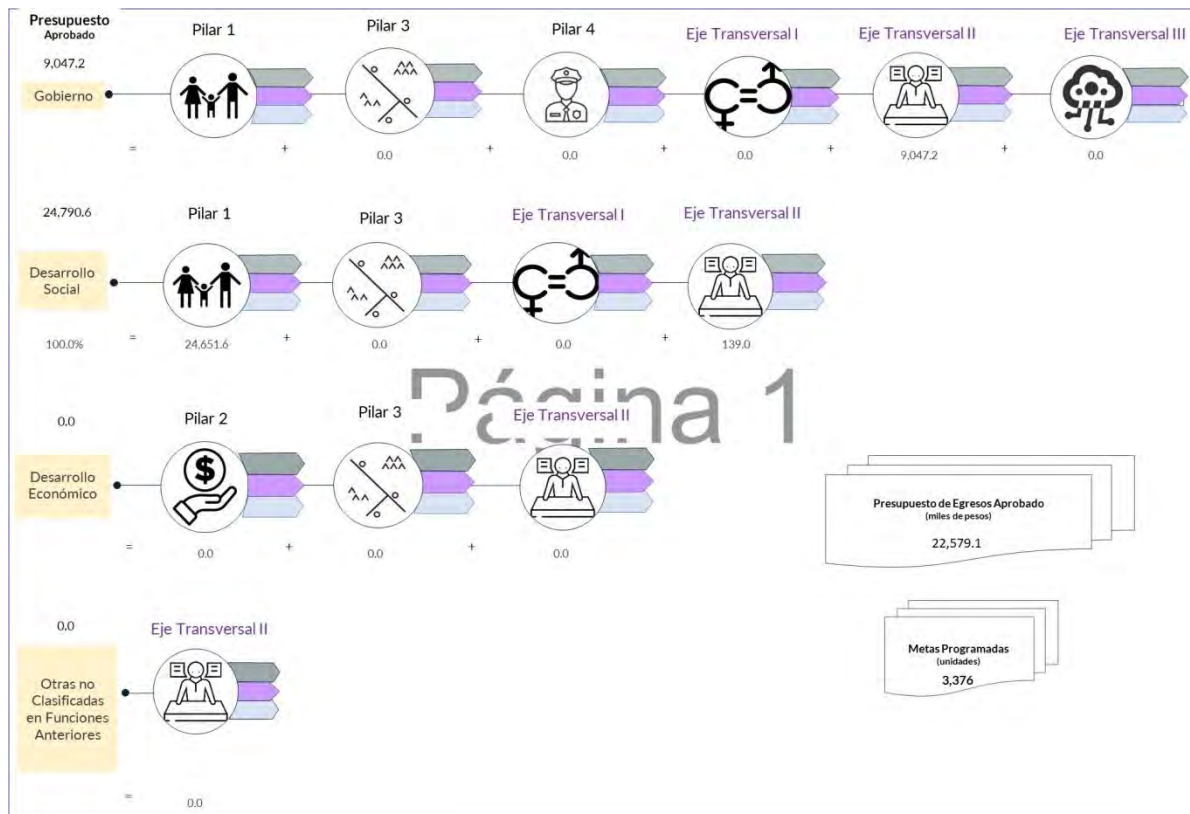 Presupuesto
Aprobado
Pilar 1
Pilar 3
Pilar 4
Eje Transversal I
Eje Transversal II
Eje Transversal III
9,047.2
Gobierno
=
+
0.0
+
0.0
+
0.0
+
9,047.2
+
0.0
24,790.6
Pilar 1
Pilar 3
Eje Transversal I
Eje Transversal II
Desarrollo
Social
100.0%
=
24,651.6
+
0.0
+
0.0
+
139.0
Página 1
0.0
Pilar 2
Pilar 3
Eje Transversal II
Desarrollo
Económico
=
0.0
+
0.0
+
0.0
Presupuesto de Egresos Aprobado
(miles de pesos)
22,579.1
0.0
Eje Transversal II
Otras no
Clasificadas
en Funciones
Anteriores
=
0.0
Metas Programadas
(unidades)
3,376